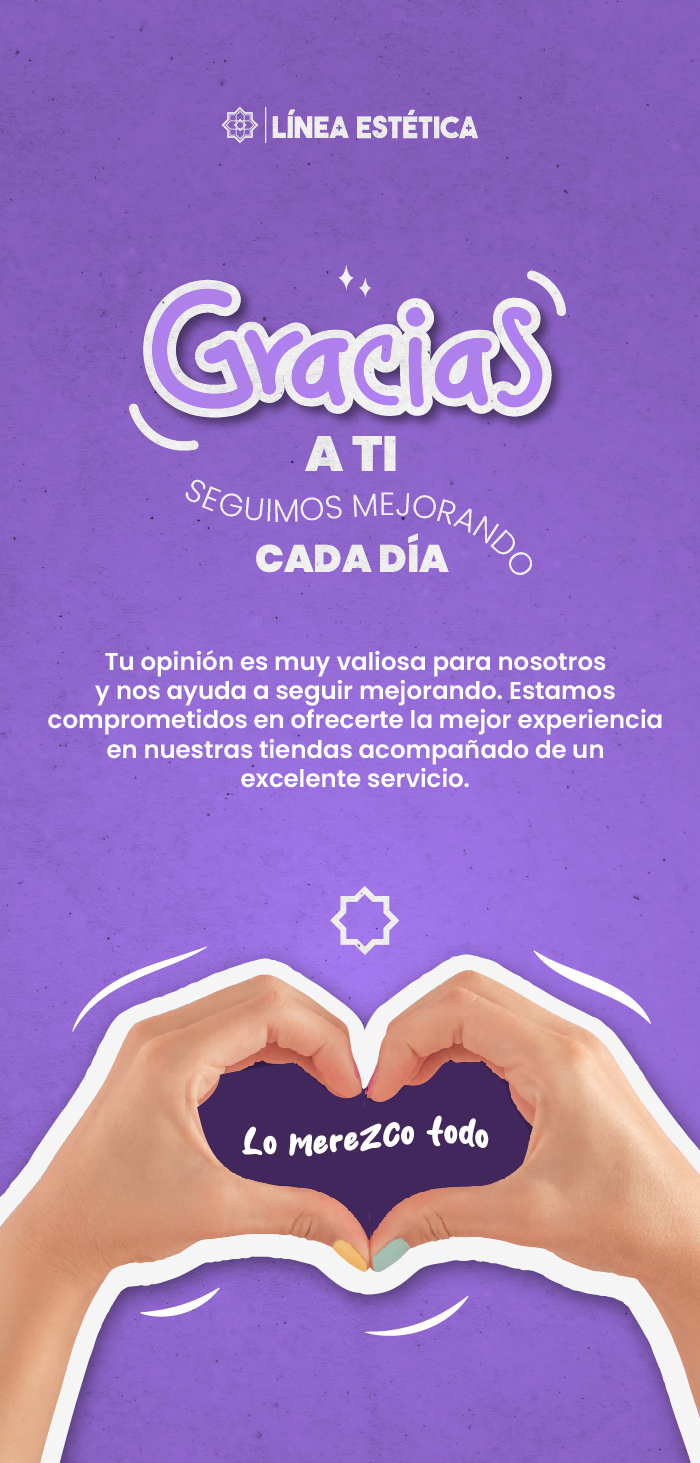 LÍNEA ESTÉTICA
Gracias
A TI
SEGUIMOS MEJORANDO
CADA DÍA
Tu opinión es muy valiosa para nosotros
y nos ayuda a seguir mejorando. Estamos
comprometidos en ofrecerte la mejor experiencia
en nuestras tiendas acompañado de un
excelente servicio.
Lo merezco todo